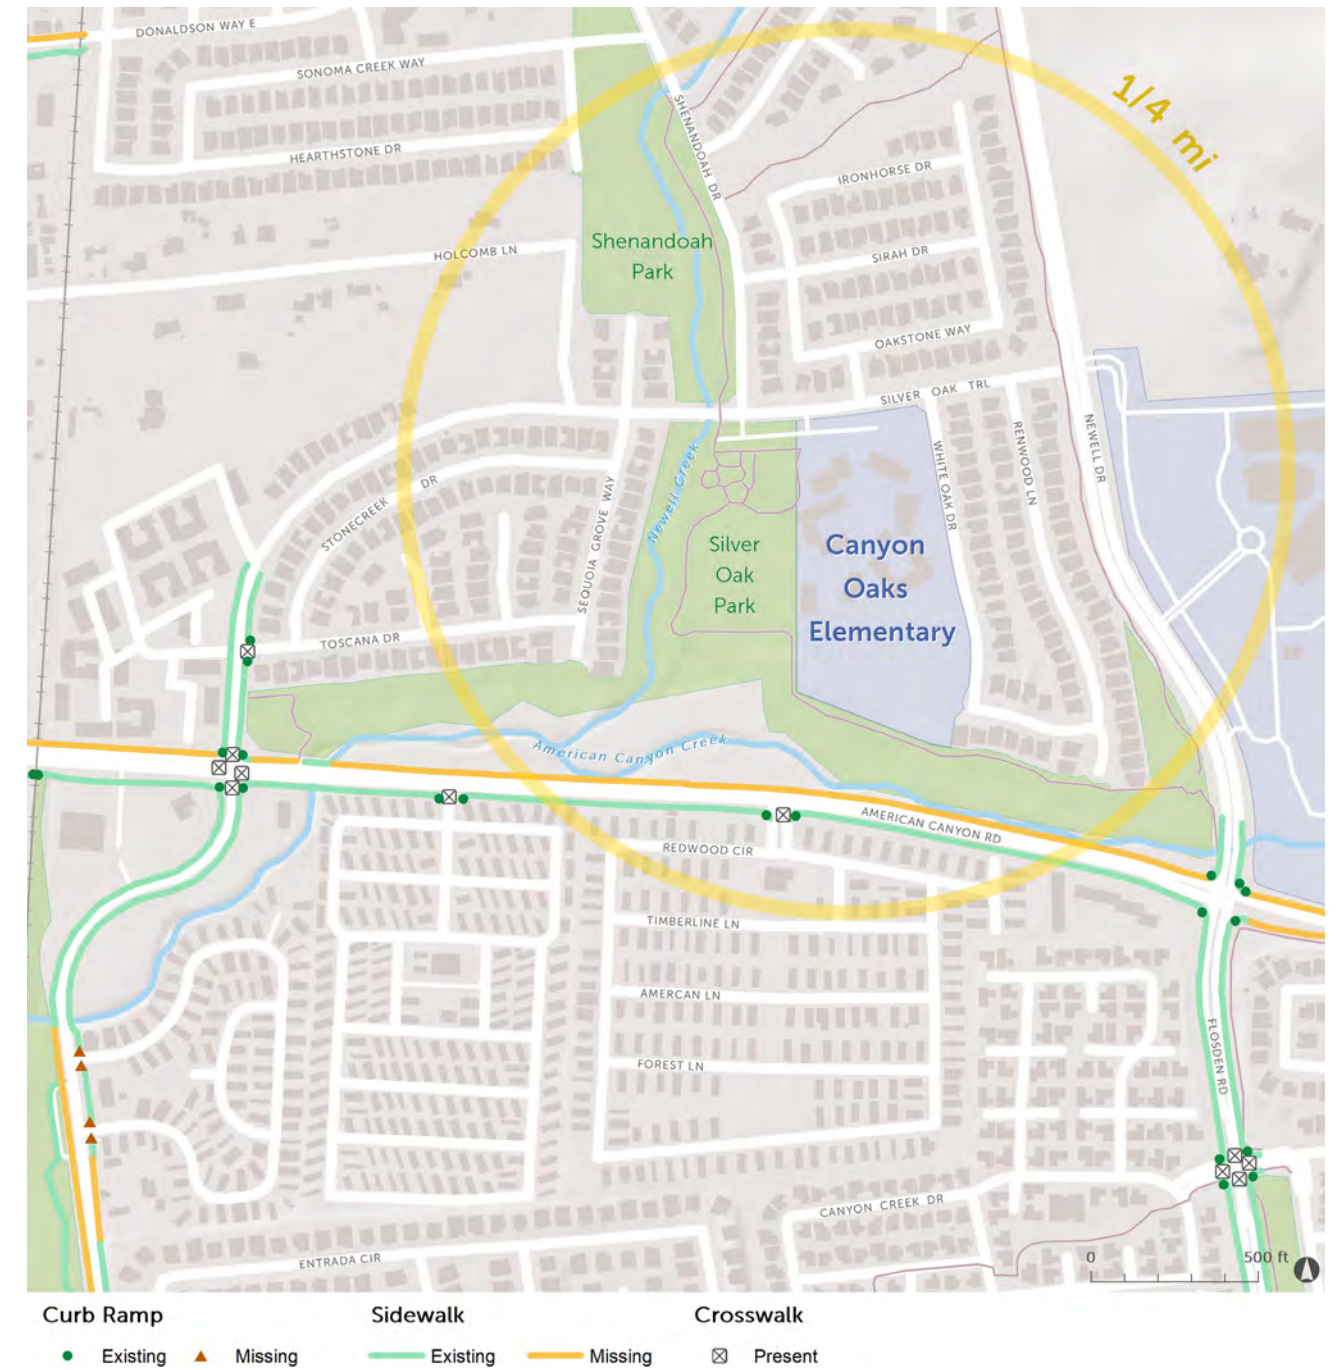 DONALDSON WAY E
SONOMA CREEK WAY
HEARTHSTONE DR
SHENANDOAH DR
1/4 mi
IRONHORSE DR
Shenandoah
Park
HOLCOMB LN
SIRAH DR
OAKSTONE WAY
SILVER OAK TRL
NEWELL DR
RENWOOD LN
WHITE OAK DR
Newell Creek
STONECREEK DR
SEQUOIA GROVE WAY
Silver
Oak
Park
Canyon
Oaks
Elementary
TOSCANA DR
American Canyon Creek
AMERICAN CANYON RD
REDWOOD CIR
TIMBERLINE LN
AMERCAN LN
FOREST LN
FLOSDEN RD
CANYON CREEK DR
ENTRADA CIR
0 500 ft
Curb Ramp Sidewalk Crosswalk
Existing Missing Existing Missing Present